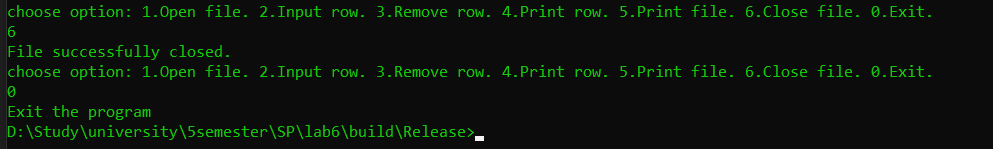 choose option: 1.Open file. 2.Input row. 3.Remove row. 4.Print row. 5.Print file. 6.Close file. 0.Exit.
6
File successfully closed.
choose option: 1.Open file. 2.Input row. 3.Remove row. 4.Print row. 5.Print file. 6.Close file. 0.Exit.
0
Exit the program
D:\Study\university\5semester\SP\lab6\build\Release>